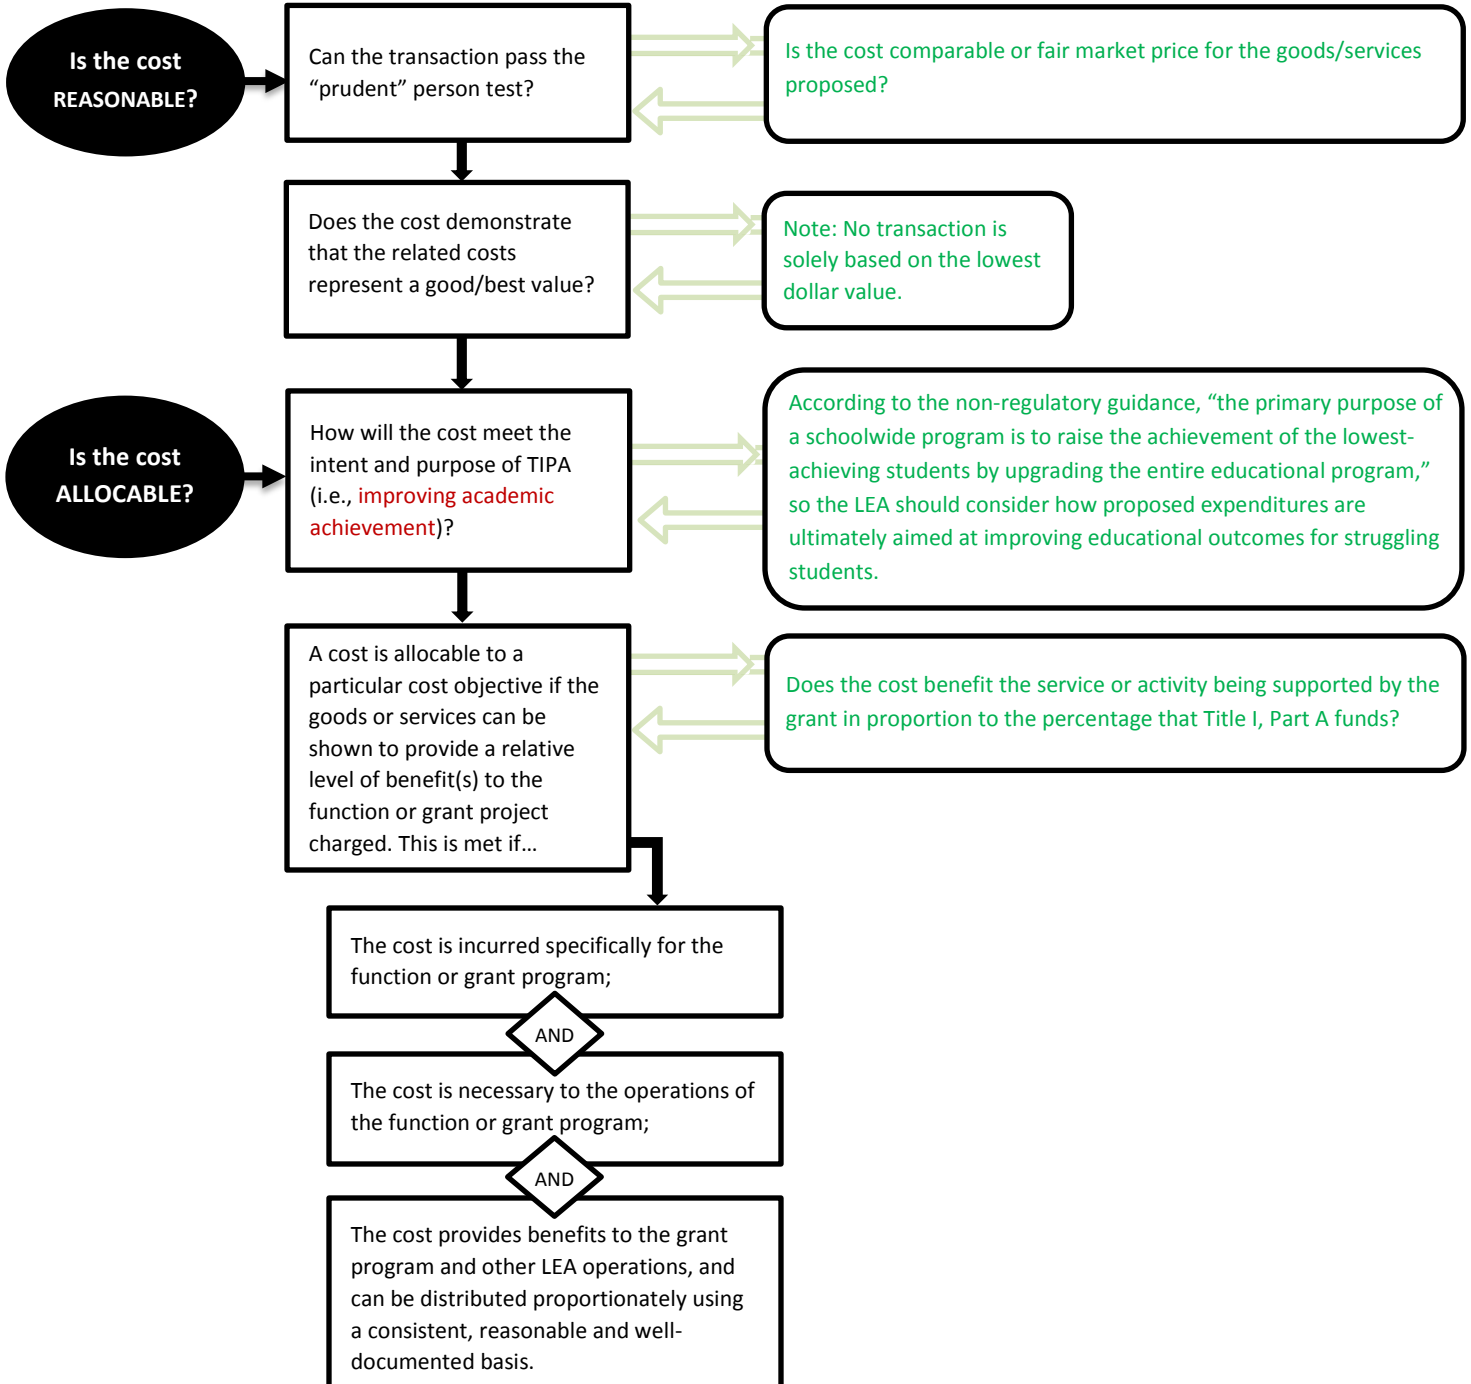 Is the cost
REASONABLE?
Can the transaction pass the
“prudent” person test?
Is the cost comparable or fair market price for the goods/services
proposed?
Does the cost demonstrate
that the related costs
represent a good/best value?
Note: No transaction is
solely based on the lowest
dollar value.
Is the cost
ALLOCABLE?
How will the cost meet the
intent and purpose of TIPA
(i.e., improving academic
achievement)?
According to the non-regulatory guidance, “the primary purpose of
a schoolwide program is to raise the achievement of the lowest-
achieving students by upgrading the entire educational program,”
so the LEA should consider how proposed expenditures are
ultimately aimed at improving educational outcomes for struggling
students.
A cost is allocable to a
particular cost objective if the
goods or services can be
shown to provide a relative
level of benefit(s) to the
function or grant project
charged. This is met if…
Does the cost benefit the service or activity being supported by the
grant in proportion to the percentage that Title I, Part A funds?
The cost is incurred specifically for the
function or grant program;
AND
The cost is necessary to the operations of
the function or grant program;
AND
The cost provides benefits to the grant
program and other LEA operations, and
can be distributed proportionately using
a consistent, reasonable and well-
documented basis.